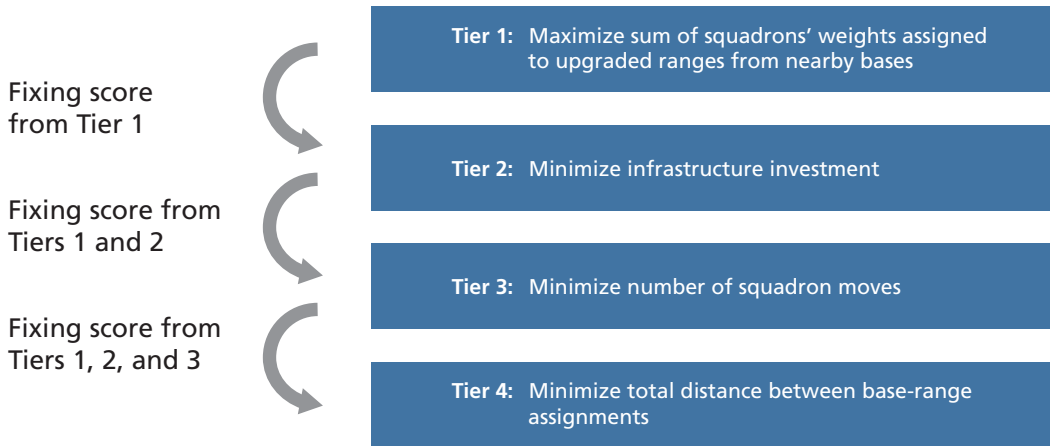 Tier 1: Maximize sum of squadrons’ weights assigned
to upgraded ranges from nearby bases
Fixing score
from Tier 1
Tier 2: Minimize infrastructure investment
Fixing score from
Tiers 1 and 2
Tier 3: Minimize number of squadron moves
Fixing score from
Tiers 1, 2, and 3
Tier 4: Minimize total distance between base-range
assignments